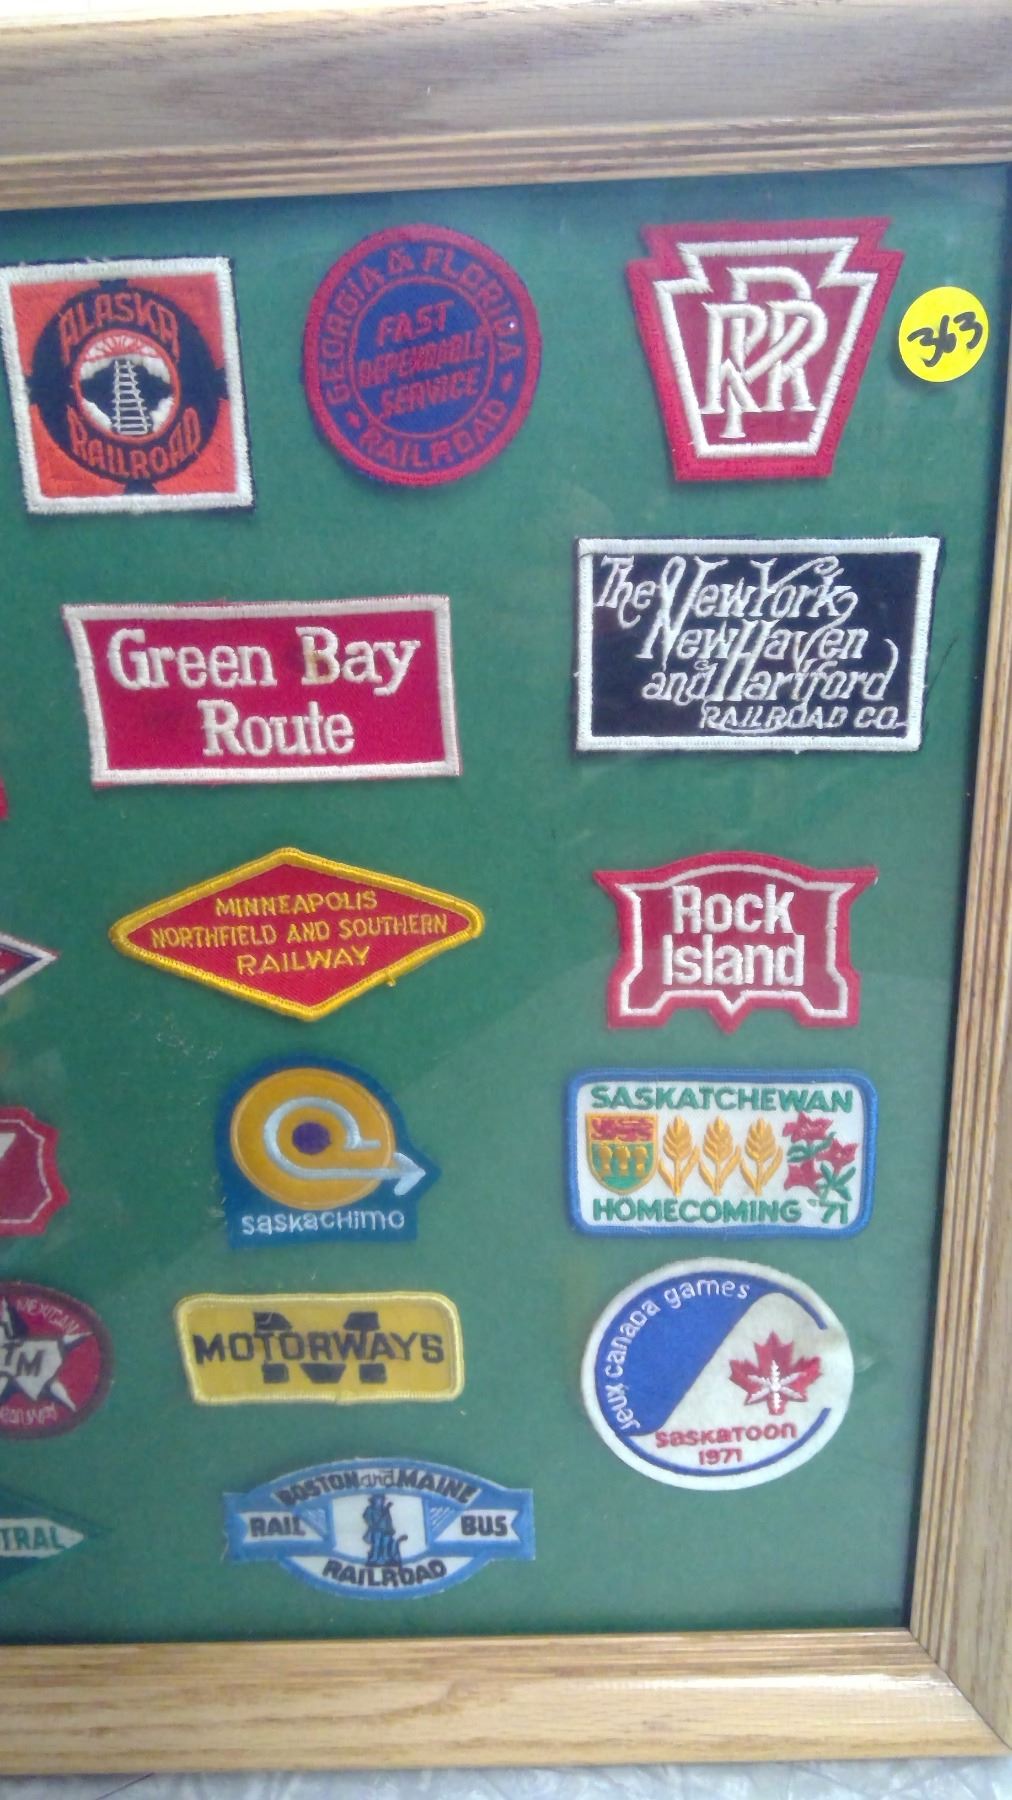 ALASKA
RAILROAD
GEORGIA & FLORIDA
FAST
DEPENDABLE
SERVICE
RAILROAD
PRR
363
Green Bay
Route
The New York
New Haven
and Hartford
RAILROAD CO.
MINNEAPOLIS
NORTHFIELD AND SOUTHERN
RAILWAY
Rock
Island
saskachimo
SASKATCHEWAN
HOMECOMING '71
MEXICAN
TM
M
MOTORWAYS
jeux canada games
saskatoon
1971
TRAL
BOSTON and MAINE
RAIL BUS
RAILROAD